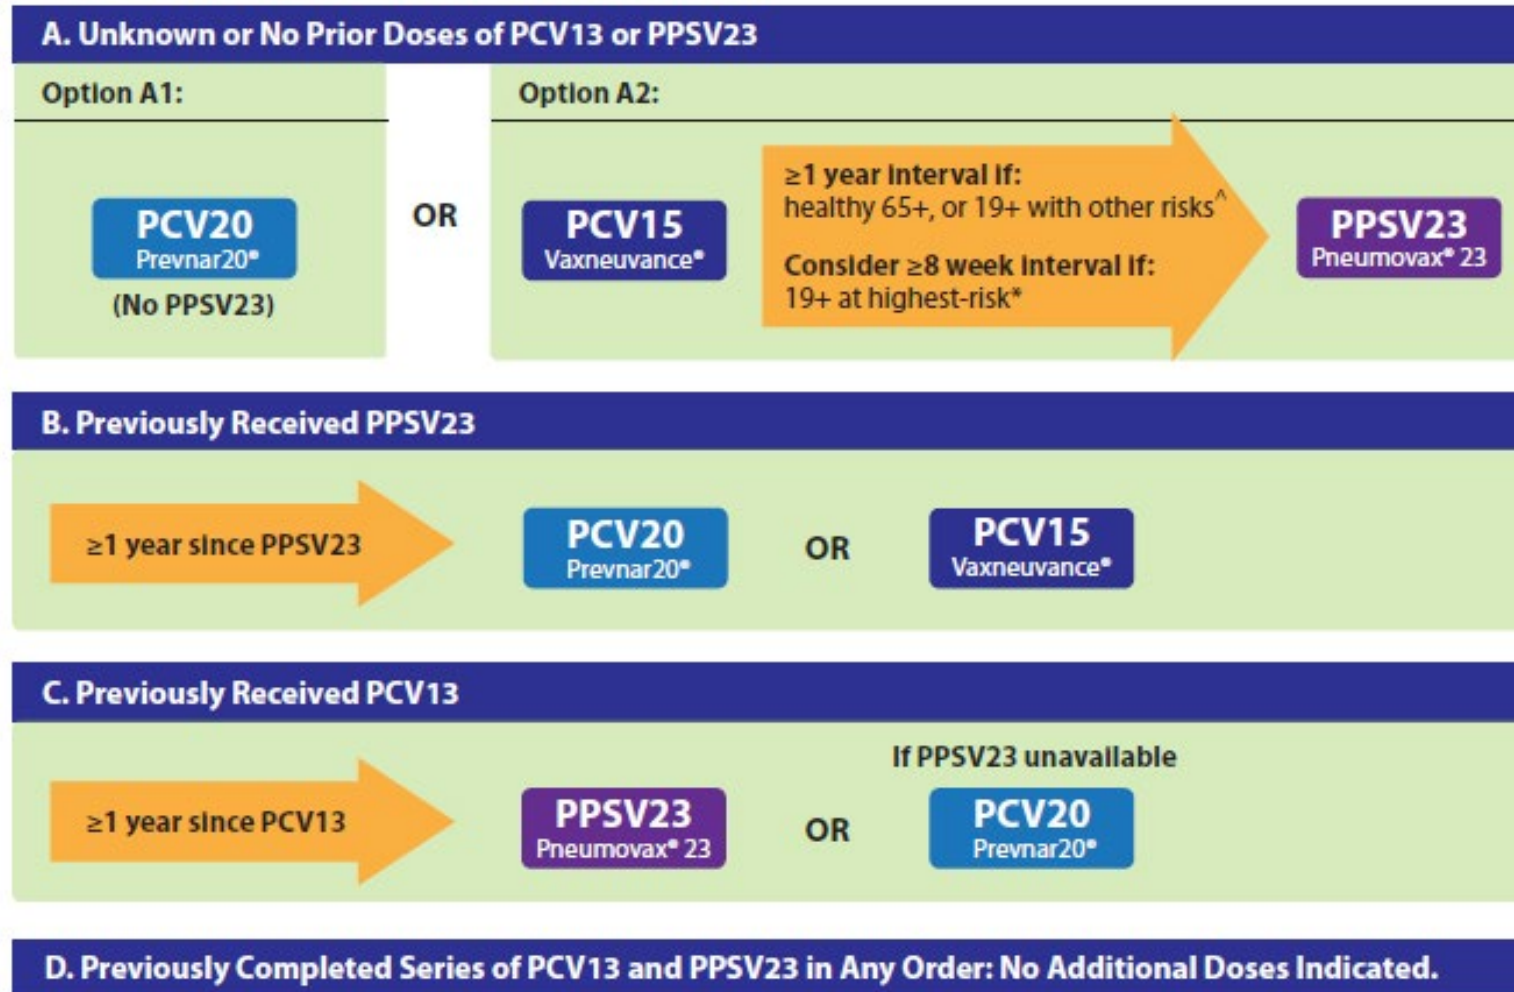 A. Unknown or No Prior Doses of PCV13 or PPSV23
Option A1:
PCV20
Prevnar20®
(No PPSV23)
OR
Option A2:
PCV15
Vaxneuvance®
≥1 year interval if:
healthy 65+, or 19+ with other risks^
Consider ≥8 week interval if:
19+ at highest-risk*
PPSV23
Pneumovax® 23
B. Previously Received PPSV23
≥1 year since PPSV23
PCV20
Prevnar20®
OR
PCV15
Vaxneuvance®
C. Previously Received PCV13
≥1 year since PCV13
PPSV23
Pneumovax® 23
OR
If PPSV23 unavailable
PCV20
Prevnar20®
D. Previously Completed Series of PCV13 and PPSV23 in Any Order: No Additional Doses Indicated.